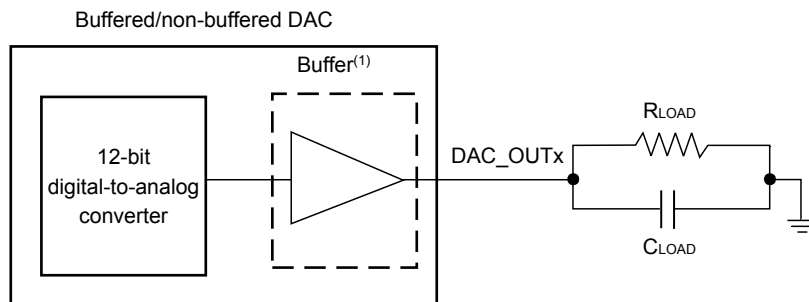 Buffered/non-buffered DAC
Buffer(1)
12-bit
digital-to-analog
converter
DAC_OUTx
RLOAD
CLOAD